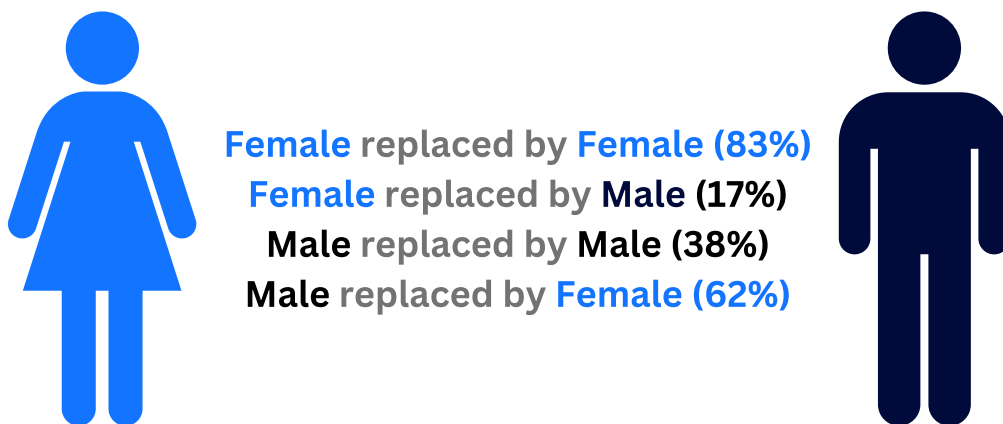 Female replaced by Female (83%)
Female replaced by Male (17%)
Male replaced by Male (38%)
Male replaced by Female (62%)